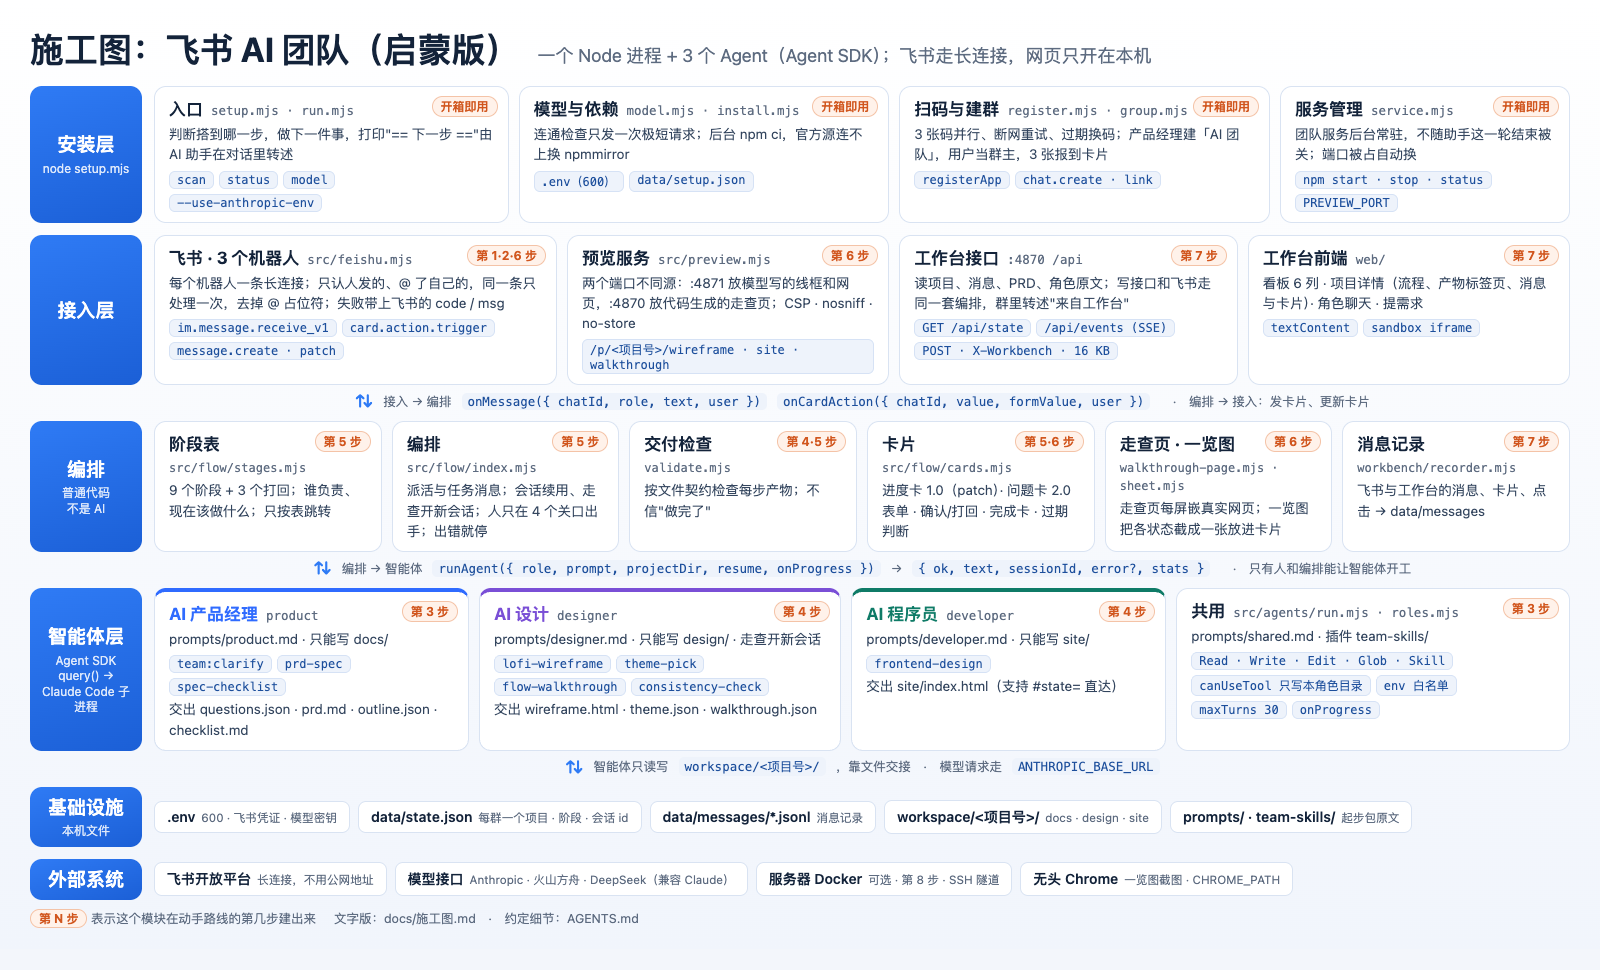 施工图：飞书 AI 团队（启蒙版）
一个 Node 进程 + 3 个 Agent（Agent SDK）；飞书走长连接，网页只开在本机
安装层
node setup.mjs
入口 setup.mjs · run.mjs 开箱即用
判断搭到哪一步，做下一件事，打印"== 下一步 =="由
AI 助手在对话里转述
scan status model
--use-anthropic-env
模型与依赖 model.mjs · install.mjs 开箱即用
连通检查只发一次极短请求；后台 npm ci，官方源连不
上换 npmmirror
.env（600） data/setup.json
扫码与建群 register.mjs · group.mjs 开箱即用
3 张码并行、断网重试、过期换码；产品经理建「AI 团
队」，用户当群主，3 张报到卡片
registerApp chat.create · link
服务管理 service.mjs 开箱即用
团队服务后台常驻，不随助手这一轮结束被
关；端口被占自动换
npm start · stop · status
PREVIEW_PORT
接入层
飞书 · 3 个机器人 src/feishu.mjs 第 1·2·6 步
每个机器人一条长连接；只认人发的、@ 了自己的，同一条只
处理一次，去掉 @ 占位符；失败带上飞书的 code / msg
im.message.receive_v1 card.action.trigger
message.create · patch
预览服务 src/preview.mjs 第 6 步
两个端口不同源：:4871 放模型写的线框和网
页，:4870 放代码生成的走查页；CSP · nosniff ·
no-store
/p/<项目号>/wireframe · site ·
walkthrough
工作台接口 :4870 /api 第 7 步
读项目、消息、PRD、角色原文；写接口和飞书走
同一套编排，群里转述"来自工作台"
GET /api/state /api/events (SSE)
POST · X-Workbench · 16 KB
工作台前端 web/ 第 7 步
看板 6 列 · 项目详情（流程、产物标签页、消息
与卡片）· 角色聊天 · 提需求
textContent sandbox iframe
接入 → 编排 onMessage({ chatId, role, text, user }) onCardAction({ chatId, value, formValue, user }) · 编排 → 接入：发卡片、更新卡片
编排
普通代码
不是 AI
阶段表 第 5 步
src/flow/stages.mjs
9 个阶段 + 3 个打回；谁负责、
现在该做什么；只按表跳转
编排 第 5 步
src/flow/index.mjs
派活与任务消息；会话续用、走
查开新会话；人只在 4 个关口出
手；出错就停
交付检查 第 4·5 步
validate.mjs
按文件契约检查每步产物；不
信"做完了"
卡片 第 5·6 步
src/flow/cards.mjs
进度卡 1.0（patch）· 问题卡 2.0
表单 · 确认/打回 · 完成卡 · 过期
判断
走查页 · 一览图 第 6 步
walkthrough-page.mjs ·
sheet.mjs
走查页每屏嵌真实网页；一览图
把各状态截成一张放进卡片
消息记录 第 7 步
workbench/recorder.mjs
飞书与工作台的消息、卡片、点
击 → data/messages
编排 → 智能体 runAgent({ role, prompt, projectDir, resume, onProgress }) → { ok, text, sessionId, error?, stats } · 只有人和编排能让智能体开工
智能体层
Agent SDK
query() →
Claude Code 子
进程
AI 产品经理 product 第 3 步
prompts/product.md · 只能写 docs/
team:clarify prd-spec
spec-checklist
交出 questions.json · prd.md · outline.json ·
checklist.md
AI 设计 designer 第 4 步
prompts/designer.md · 只能写 design/ · 走查开新会话
lofi-wireframe theme-pick
flow-walkthrough consistency-check
交出 wireframe.html · theme.json · walkthrough.json
AI 程序员 developer 第 4 步
prompts/developer.md · 只能写 site/
frontend-design
交出 site/index.html（支持 #state= 直达）
共用 src/agents/run.mjs · roles.mjs 第 3 步
prompts/shared.md · 插件 team-skills/
Read · Write · Edit · Glob · Skill
canUseTool 只写本角色目录 env 白名单
maxTurns 30 onProgress
智能体只读写 workspace/<项目号>/ ，靠文件交接 · 模型请求走 ANTHROPIC_BASE_URL
基础设施
本机文件
.env 600 · 飞书凭证 · 模型密钥
data/state.json 每群一个项目 · 阶段 · 会话 id
data/messages/*.jsonl 消息记录
workspace/<项目号>/ docs · design · site
prompts/ · team-skills/ 起步包原文
外部系统
飞书开放平台 长连接，不用公网地址
模型接口 Anthropic · 火山方舟 · DeepSeek（兼容 Claude）
服务器 Docker 可选 · 第 8 步 · SSH 隧道
无头 Chrome 一览图截图 · CHROME_PATH
第 N 步 表示这个模块在动手路线的第几步建出来 文字版：docs/施工图.md · 约定细节：AGENTS.md